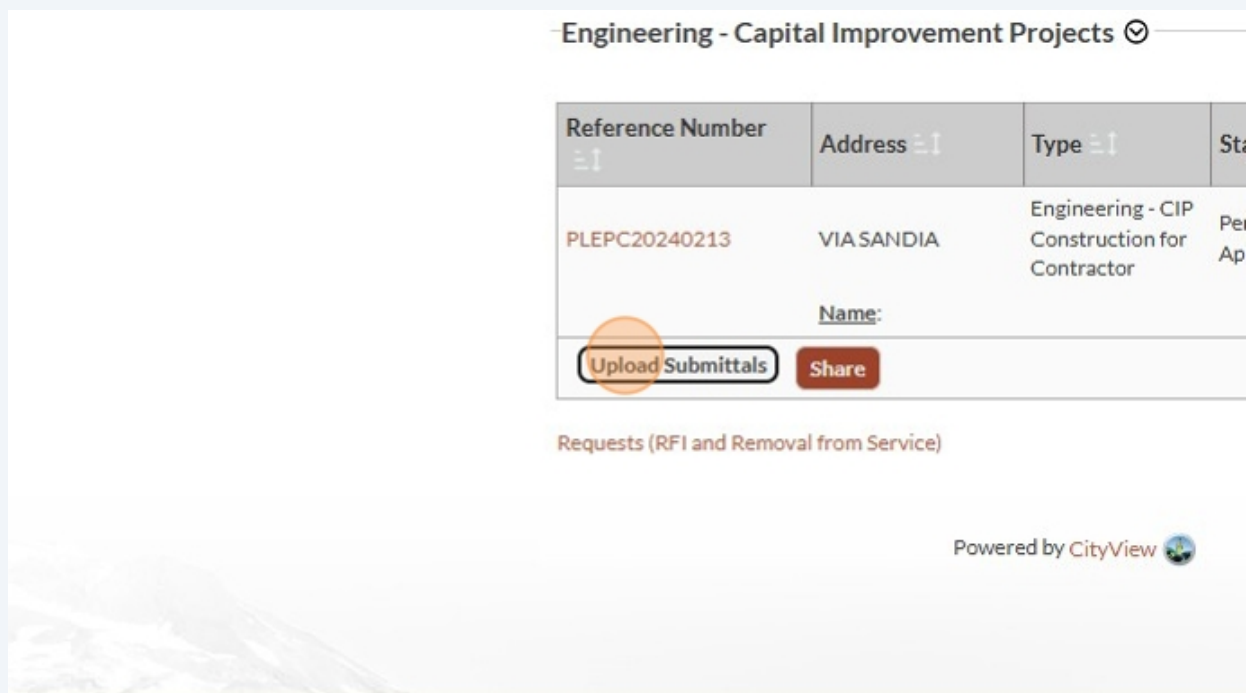 Engineering - Capital Improvement Projects
Reference Number
Address
Type
PLEPC20240213
VIA SANDIA
Engineering - CIP
Construction for
Contractor
Name:
Upload Submittals
Share
Requests (RFI and Removal from Service)
Powered by CityView